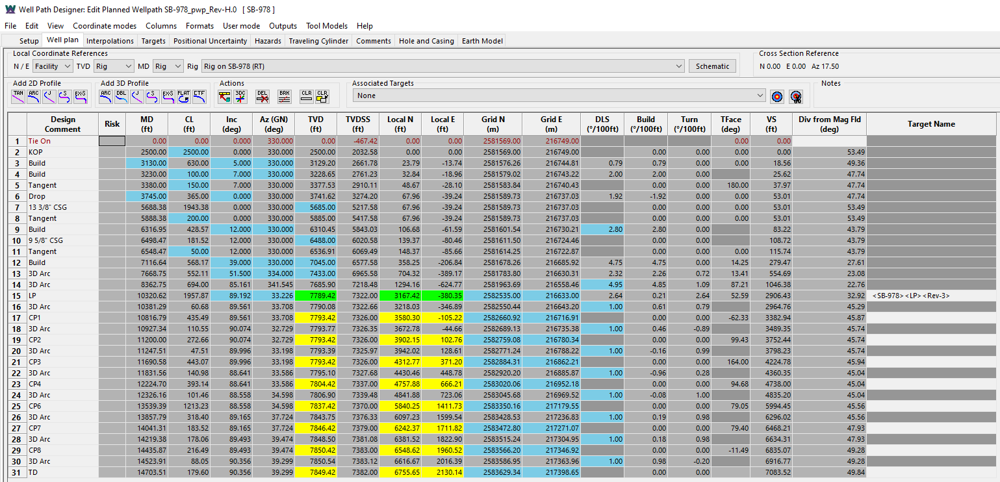 Well Path Designer: Edit Planned Wellpath SB-978_pwp_Rev-H.0 [ SB-978 ]
File Edit View Coordinate modes Columns Formats User mode Outputs Tool Models Help
Setup Well plan Interpolations Targets Positional Uncertainty Hazards Traveling Cylinder Comments Hole and Casing Earth Model
Local Coordinate References Cross Section Reference
N / E Facility TVD Rig MD Rig Rig Rig on SB-978 (RT) Schematic N 0.00 E 0.00 Az 17.50
Add 2D Profile Add 3D Profile Actions Associated Targets Notes
TAN ARC J S EX-S ARC DBL J S EX-S FLAT CTF 3DC DEL BRK CLR CLR None
Design Comment Risk MD (ft) CL (ft) Inc (deg) Az (GN) (deg) TVD (ft) TVDSS (ft) Local N (ft) Local E (ft) Grid N (m) Grid E (m) DLS (°/100ft) Build (°/100ft) Turn (°/100ft) TFace (deg) VS (ft) Div from Mag Fld (deg) Target Name
1 Tie On 0.00 0.00 0.000 330.000 0.00 -467.42 0.00 0.00 2581569.00 216749.00 0.00 0.00
2 KOP 2500.00 2500.00 0.000 330.000 2500.00 2032.58 0.00 0.00 2581569.00 216749.00 0.00 0.00 0.00 0.00 53.49
3 Build 3130.00 630.00 5.000 330.000 3129.20 2661.78 23.79 -13.74 2581576.26 216744.81 0.79 0.79 0.00 0.00 18.56 49.36
4 Build 3230.00 100.00 7.000 330.000 3228.65 2761.23 32.84 -18.96 2581579.02 216743.22 2.00 2.00 0.00 25.62 47.74
5 Tangent 3380.00 150.00 7.000 330.000 3377.53 2910.11 48.67 -28.10 2581583.84 216740.43 0.00 0.00 180.00 37.97 47.74
6 Drop 3745.00 365.00 0.000 330.000 3741.62 3274.20 67.96 -39.24 2581589.73 216737.03 1.92 -1.92 0.00 0.00 53.01 47.74
7 13 3/8" CSG 5688.38 1943.38 0.000 330.000 5685.00 5217.58 67.96 -39.24 2581589.73 216737.03 0.00 0.00 0.00 53.01 53.49
8 Tangent 5888.38 200.00 0.000 330.000 5885.00 5417.58 67.96 -39.24 2581589.73 216737.03 0.00 0.00 0.00 53.01 53.49
9 Build 6316.95 428.57 12.000 330.000 6310.45 5843.03 106.68 -61.59 2581601.54 216730.21 2.80 2.80 0.00 83.22 43.79
10 9 5/8" CSG 6498.47 181.52 12.000 330.000 6488.00 6020.58 139.37 -80.46 2581611.50 216724.46 0.00 0.00 108.72 43.79
11 Tangent 6548.47 50.00 12.000 330.000 6536.91 6069.49 148.37 -85.66 2581614.25 216722.87 0.00 0.00 0.00 115.74 43.79
12 Build 7116.64 568.17 39.000 330.000 7045.00 6577.58 358.25 -206.84 2581678.26 216685.92 4.75 4.75 0.00 14.25 279.47 27.61
13 3D Arc 7668.75 552.11 51.500 334.000 7433.00 6965.58 704.32 -389.17 2581783.80 216630.31 2.32 2.26 0.72 13.41 554.69 23.08
14 3D Arc 8362.75 694.00 85.161 341.545 7685.90 7218.48 1294.16 -624.77 2581963.69 216558.46 4.95 4.85 1.09 87.21 1046.38 22.76
15 LP 10320.62 1957.87 89.192 33.226 7789.42 7322.00 3167.42 -380.35 2582535.00 216633.00 2.64 0.21 2.64 52.59 2906.43 32.92 <SB-978><LP><Rev-3>
16 3D Arc 10381.29 60.68 89.561 33.708 7790.08 7322.66 3218.03 -346.89 2582550.44 216643.20 1.00 0.61 0.79 2964.76 45.29
17 CP1 10816.79 435.49 89.561 33.708 7793.42 7326.00 3580.30 -105.22 2582660.92 216716.91 0.00 0.00 -62.33 3382.94 45.87
18 3D Arc 10927.34 110.55 90.074 32.729 7793.77 7326.35 3672.78 -44.66 2582689.13 216735.38 1.00 0.46 -0.89 3489.35 45.74
19 CP2 11200.00 272.66 90.074 32.729 7793.42 7326.00 3902.15 102.76 2582759.08 216780.34 0.00 0.00 99.43 3752.44 45.74
20 3D Arc 11247.51 47.51 89.996 33.198 7793.39 7325.97 3942.02 128.61 2582771.24 216788.22 1.00 -0.16 0.99 3798.23 45.74
21 CP3 11690.58 443.07 89.996 33.198 7793.42 7326.00 4312.77 371.20 2582884.31 216862.21 0.00 0.00 164.00 4224.78 45.94
22 3D Arc 11831.56 140.98 88.641 33.586 7795.10 7327.68 4430.46 448.78 2582920.20 216885.87 1.00 -0.96 0.28 4360.35 45.04
23 CP4 12224.70 393.14 88.641 33.586 7804.42 7337.00 4757.88 666.21 2583020.06 216952.18 0.00 0.00 94.68 4738.00 45.04
24 3D Arc 12326.16 101.46 88.558 34.598 7806.90 7339.48 4841.88 723.06 2583045.68 216969.52 1.00 -0.08 1.00 4835.20 45.04
25 CP6 13539.39 1213.23 88.558 34.598 7837.42 7370.00 5840.25 1411.73 2583350.16 217179.55 0.00 0.00 79.05 5994.45 45.56
26 3D Arc 13857.79 318.40 89.165 37.724 7843.75 7376.33 6097.23 1599.54 2583428.53 217236.83 1.00 0.19 0.98 6296.02 45.56
27 CP7 14041.31 183.52 89.165 37.724 7846.42 7379.00 6242.37 1711.82 2583472.80 217271.07 0.00 0.00 79.40 6468.21 47.93
28 3D Arc 14219.38 178.06 89.493 39.474 7848.50 7381.08 6381.52 1822.90 2583515.24 217304.95 1.00 0.18 0.98 6634.31 47.93
29 CP8 14435.87 216.49 89.493 39.474 7850.42 7383.00 6548.62 1960.52 2583566.20 217346.92 0.00 0.00 -11.49 6835.07 49.28
30 3D Arc 14523.91 88.05 90.356 39.299 7850.54 7383.12 6616.67 2016.39 2583586.95 217363.96 1.00 0.98 -0.20 6916.77 49.28
31 TD 14703.51 179.60 90.356 39.299 7849.42 7382.00 6755.65 2130.14 2583629.34 217398.65 0.00 0.00 7083.52 49.84